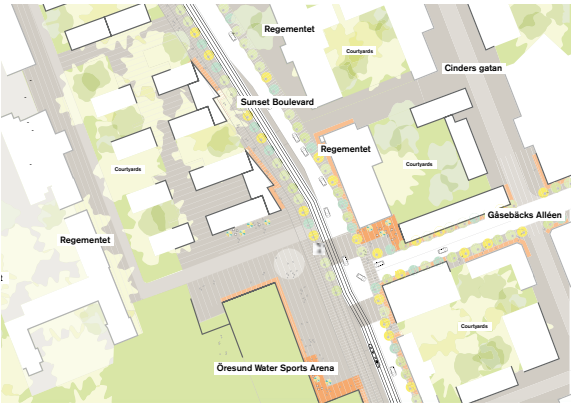 Regementet
Courtyards
Cinders gatan
Sunset Boulevard
Regementet
Courtyards
Courtyards
Gåsebäcks Alléen
Regementet
t
Courtyards
Öresund Water Sports Arena